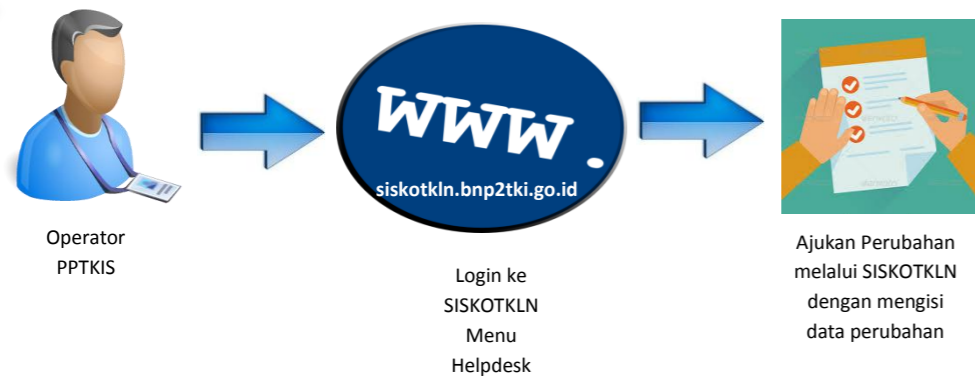 www.
siskotkln.bnp2tki.go.id
Operator
PPTKIS
Login ke
SISKOTKLN
Menu
Helpdesk
Ajukan Perubahan
melalui SISKOTKLN
dengan mengisi
data perubahan